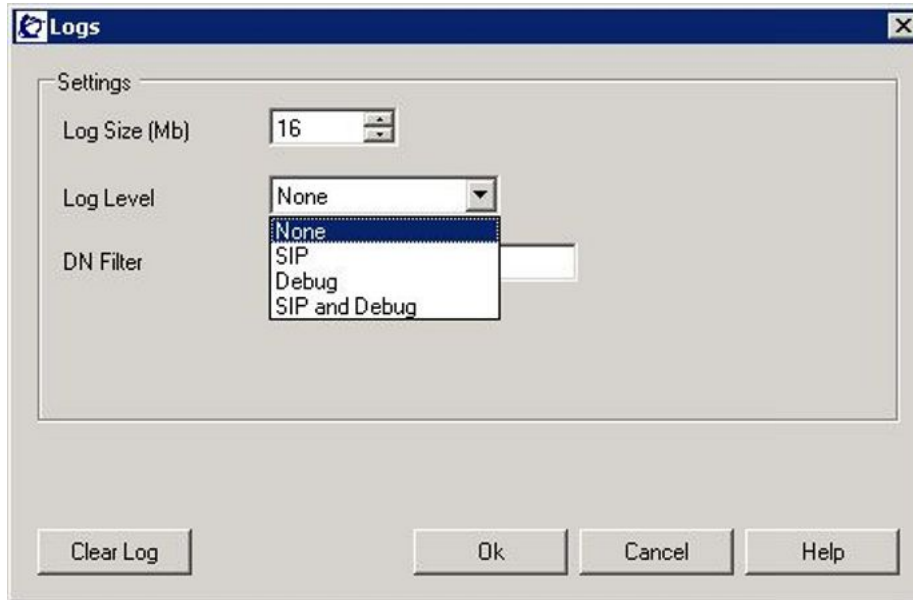 Logs
Settings
Log Size (Mb) 16
Log Level None
None
SIP
DN Filter
Debug
SIP and Debug
Clear Log Ok Cancel Help